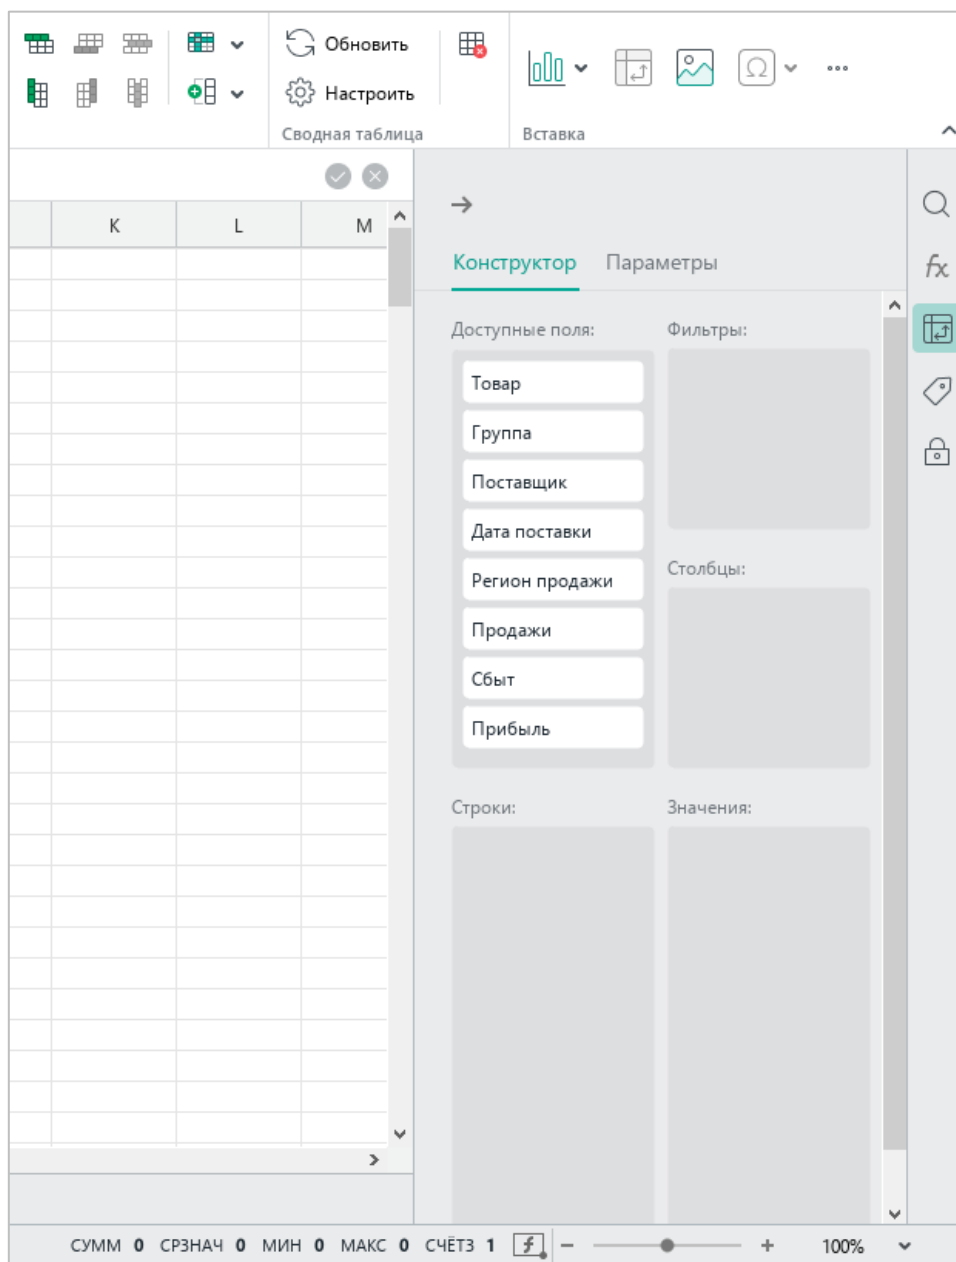 Обновить
Настроить
Сводная таблица
Вставка
K L M
Конструктор Параметры
Доступные поля:
Товар
Группа
Поставщик
Дата поставки
Регион продажи
Продажи
Сбыт
Прибыль
Фильтры:
Столбцы:
Строки:
Значения:
СУММ 0 СРЗНАЧ 0 МИН 0 МАКС 0 СЧЁТЗ 1 100%